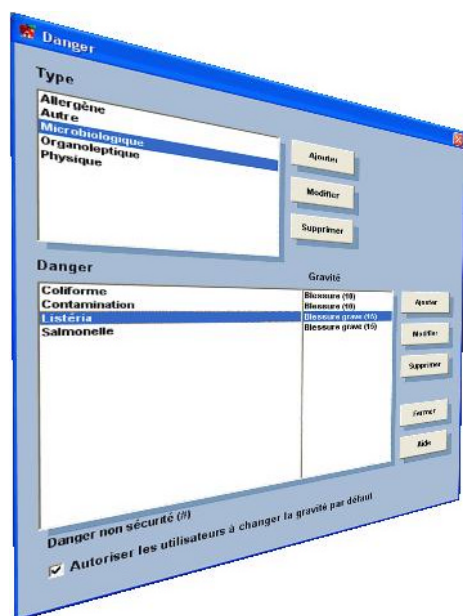 Danger
Type
Allergène
Autre
Microbiologique
Organoleptique
Physique
Ajouter
Modifier
Supprimer
Danger
Gravité
Coliforme Blessure (10)
Contamination Blessure (10)
Listéria Blessure grave (15)
Salmonelle Blessure grave (15)
Ajouter
Modifier
Supprimer
Fermer
Aide
Danger non sécurité (#)
Autoriser les utilisateurs à changer la gravité par défaut